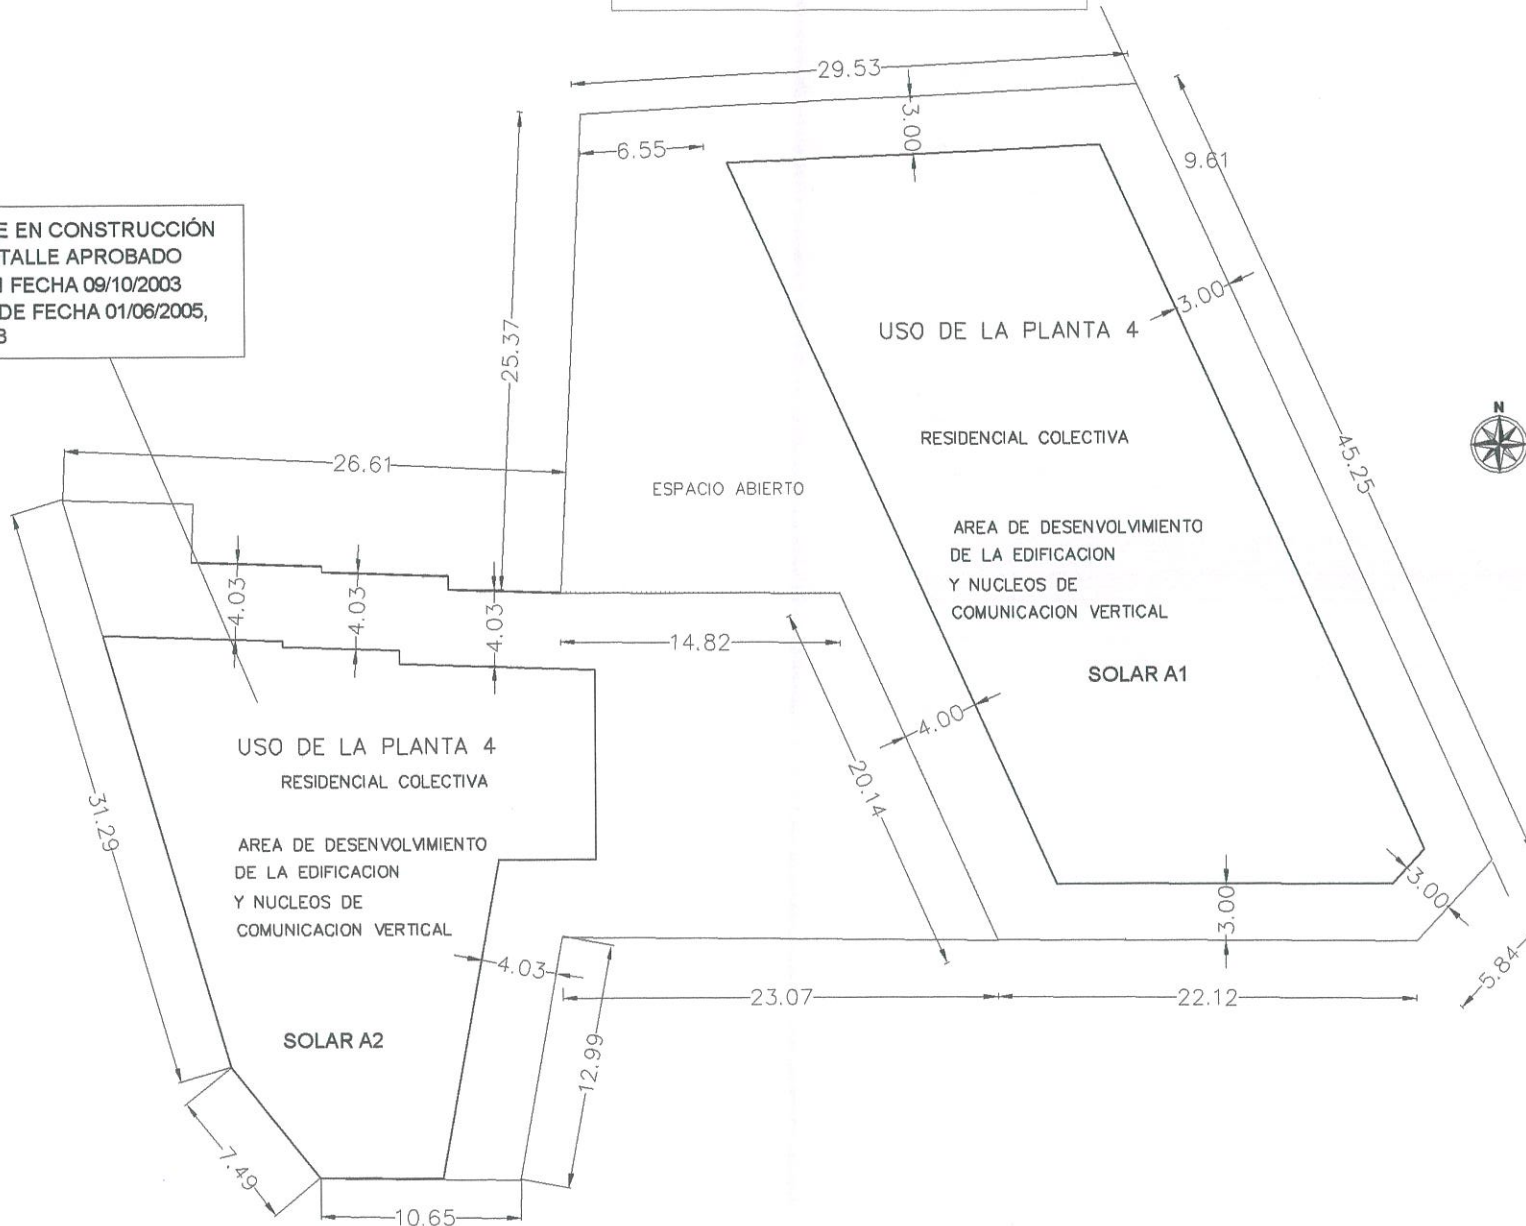 29.53
3.00
6.55
9.61
E EN CONSTRUCCIÓN
TALLE APROBADO
FECHA 09/10/2003
DE FECHA 01/06/2005,
25.37
3.00
USO DE LA PLANTA 4
N
RESIDENCIAL COLECTIVA
45.25
26.61
ESPACIO ABIERTO
AREA DE DESENVOLVIMIENTO
DE LA EDIFICACION
Y NUCLEOS DE
COMUNICACION VERTICAL
4.03
4.03
4.03
14.82
SOLAR A1
4.00
20.14
USO DE LA PLANTA 4
RESIDENCIAL COLECTIVA
31.29
AREA DE DESENVOLVIMIENTO
DE LA EDIFICACION
Y NUCLEOS DE
COMUNICACION VERTICAL
3.00
3.00
4.03
5.84
23.07
22.12
SOLAR A2
12.99
7.49
10.65